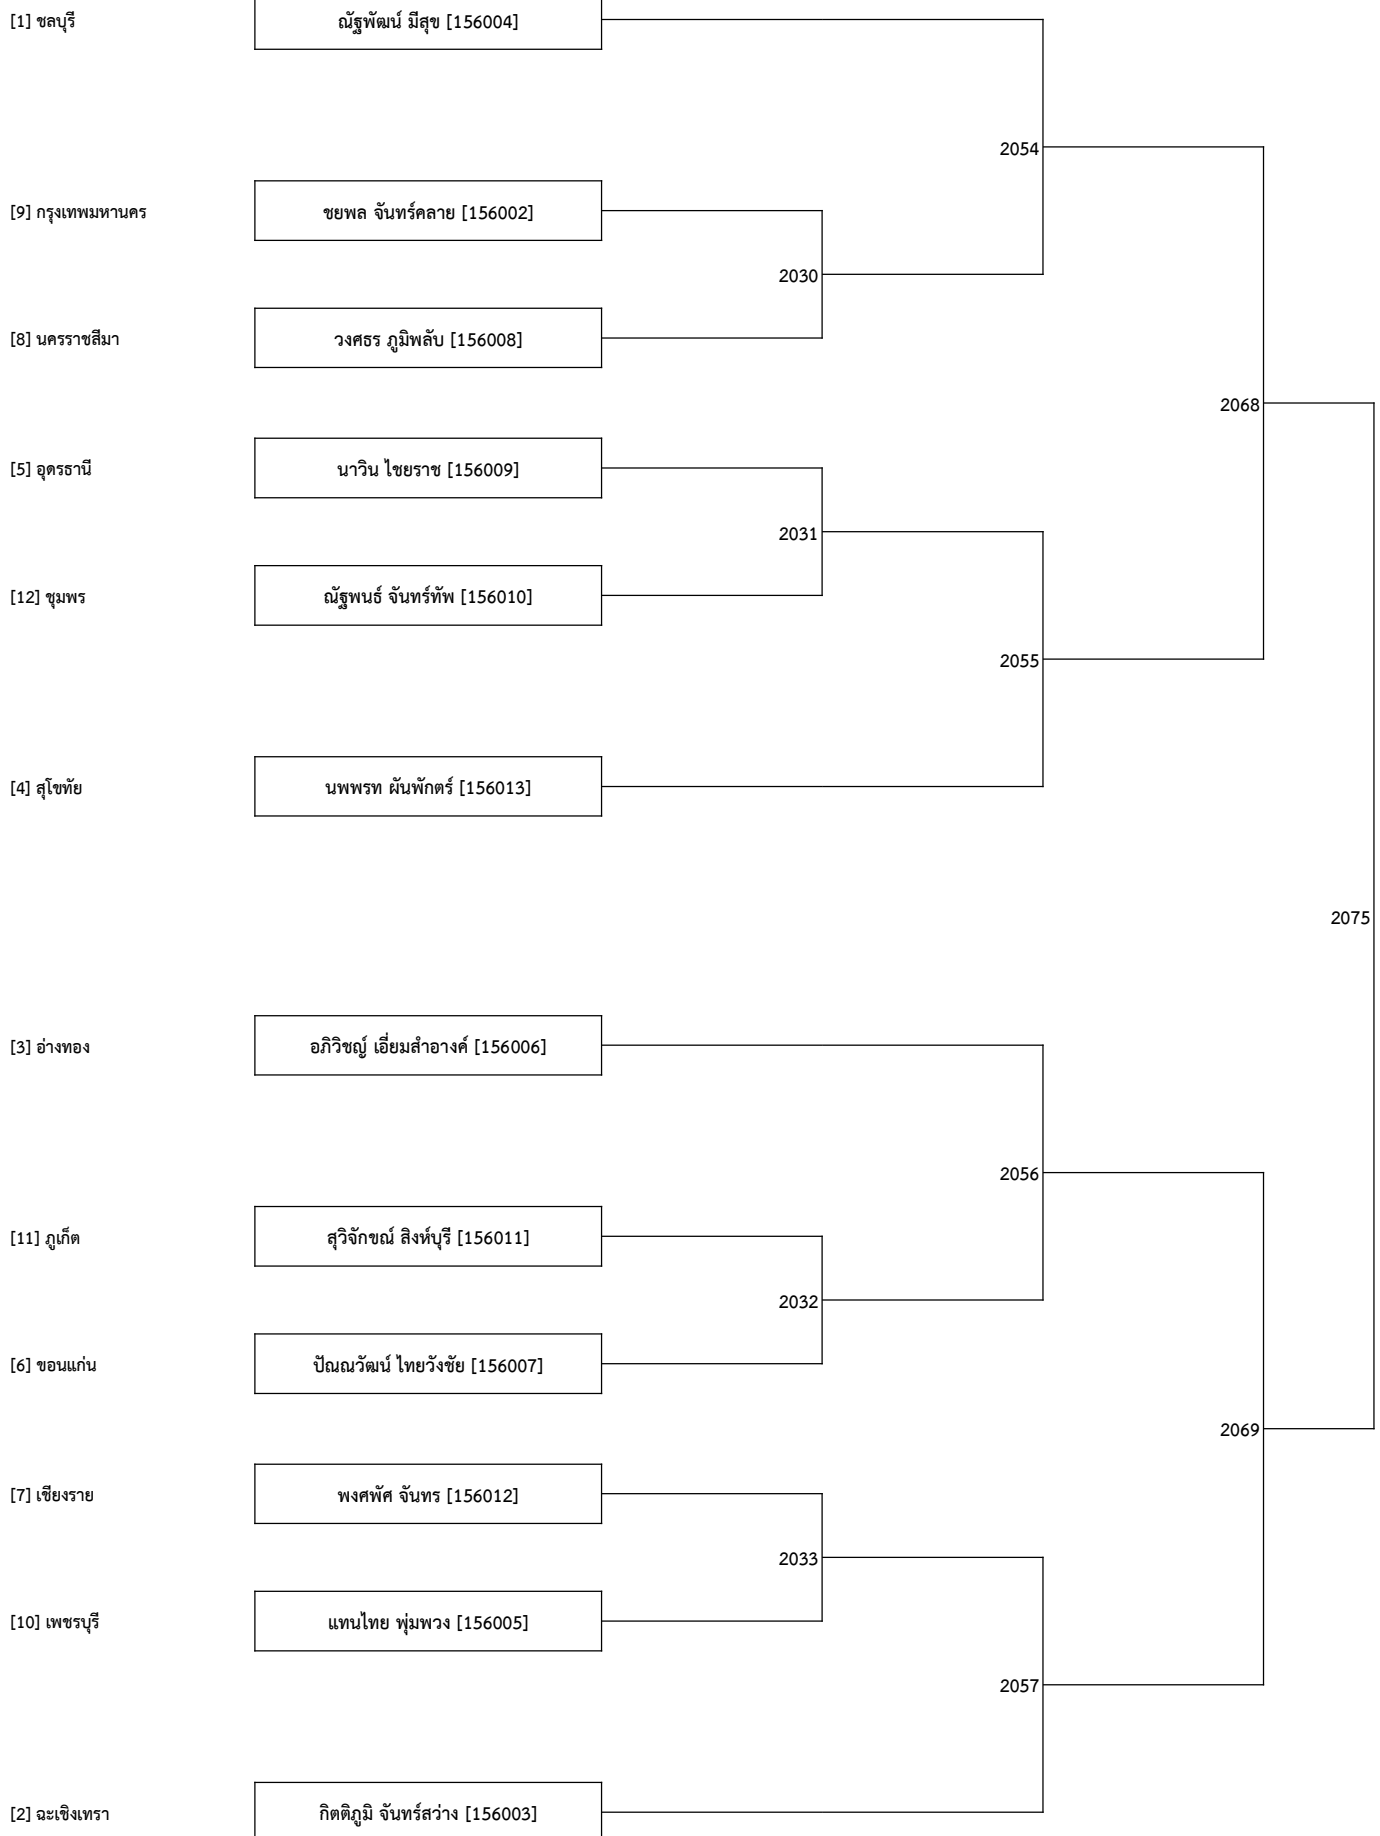 [1] ชลบุรี ณัฐพัฒน์ มีสุข [156004]
2054
[9] กรุงเทพมหานคร ชยพล จันทร์คลาย [156002]
2030
[8] นครราชสีมา วงศธร ภูมิพลับ [156008]
2068
[5] อุดรธานี นาวิน ไชยราช [156009]
2031
[12] ชุมพร ณัฐพนธ์ จันทร์ทัพ [156010]
2055
[4] สุโขทัย นพพรท ผันพักตร์ [156013]
2075
[3] อ่างทอง อภิวิชญ์ เอี่ยมสำอางค์ [156006]
2056
[11] ภูเก็ต สุวิจักขณ์ สิงห์บุรี [156011]
2032
[6] ขอนแก่น ปัณณวัฒน์ ไทยวังชัย [156007]
2069
[7] เชียงราย พงศพัศ จันทร [156012]
2033
[10] เพชรบุรี แทนไทย พุ่มพวง [156005]
2057
[2] ฉะเชิงเทรา กิตติภูมิ จันทร์สว่าง [156003]